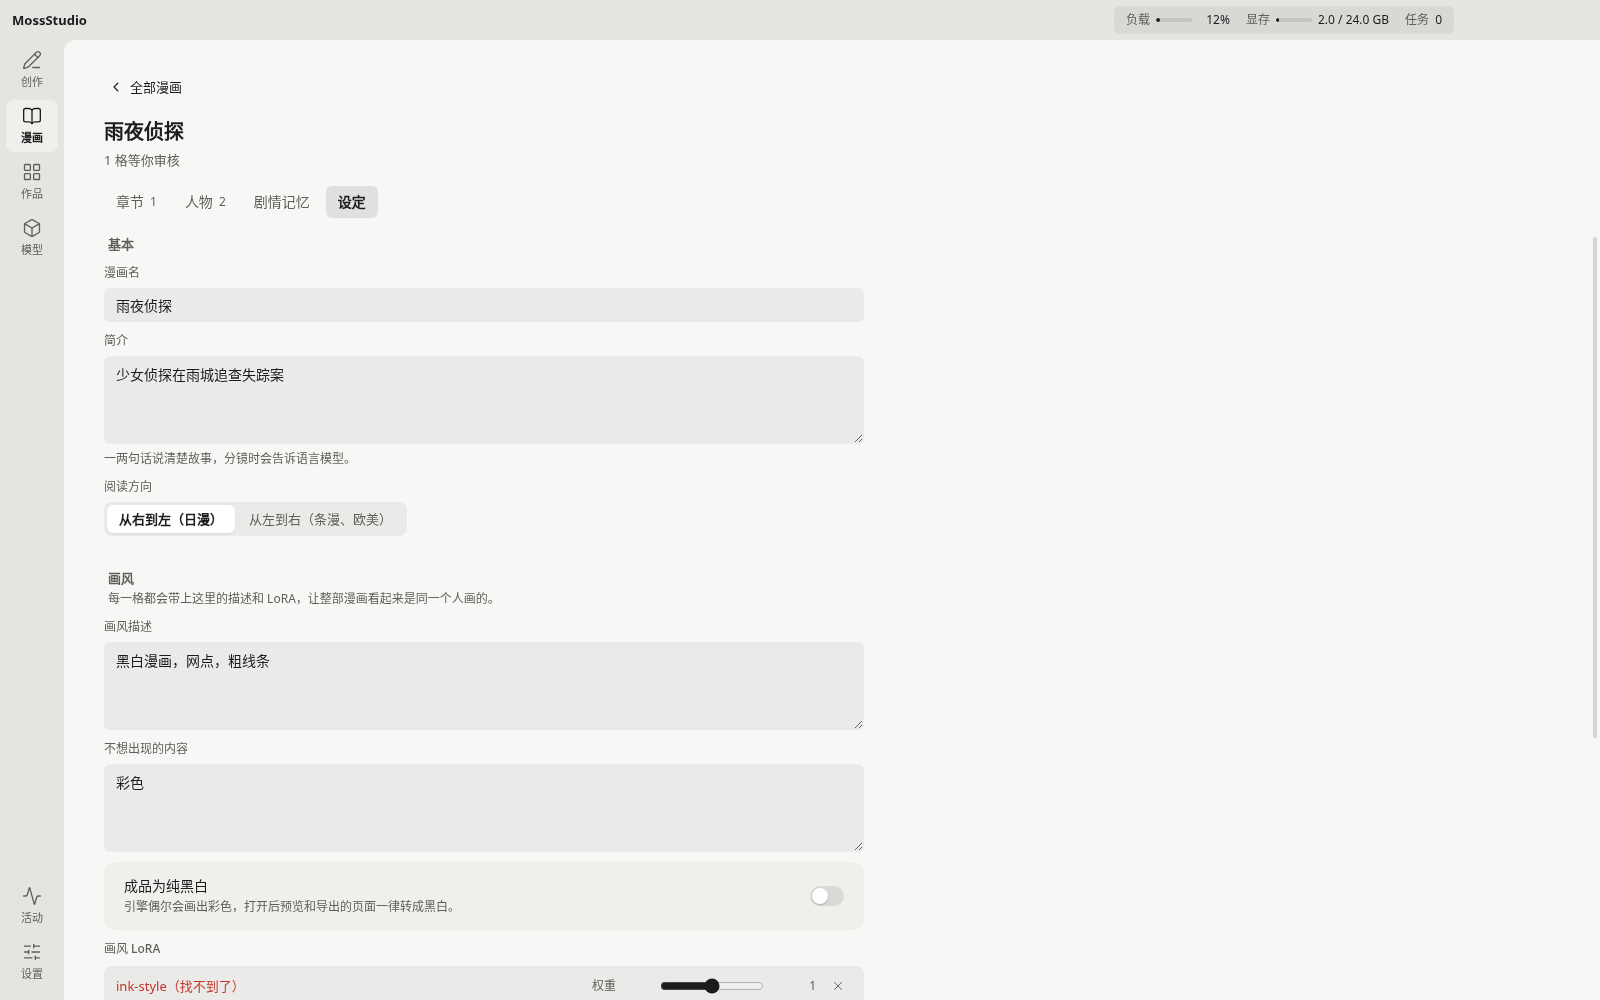 MossStudio
负载 12% 显存 2.0 / 24.0 GB 任务 0
创作
漫画
作品
模型
活动
设置
全部漫画
雨夜侦探
1 格等你审核
章节 1 人物 2 剧情记忆 设定
基本
漫画名
雨夜侦探
简介
少女侦探在雨城追查失踪案
一两句话说清楚故事，分镜时会告诉语言模型。
阅读方向
从右到左（日漫） 从左到右（条漫、欧美）
画风
每一格都会带上这里的描述和 LoRA，让整部漫画看起来是同一个人画的。
画风描述
黑白漫画，网点，粗线条
不想出现的内容
彩色
成品为纯黑白
引擎偶尔会画出彩色，打开后预览和导出的页面一律转成黑白。
画风 LoRA
ink-style（找不到了） 权重 1